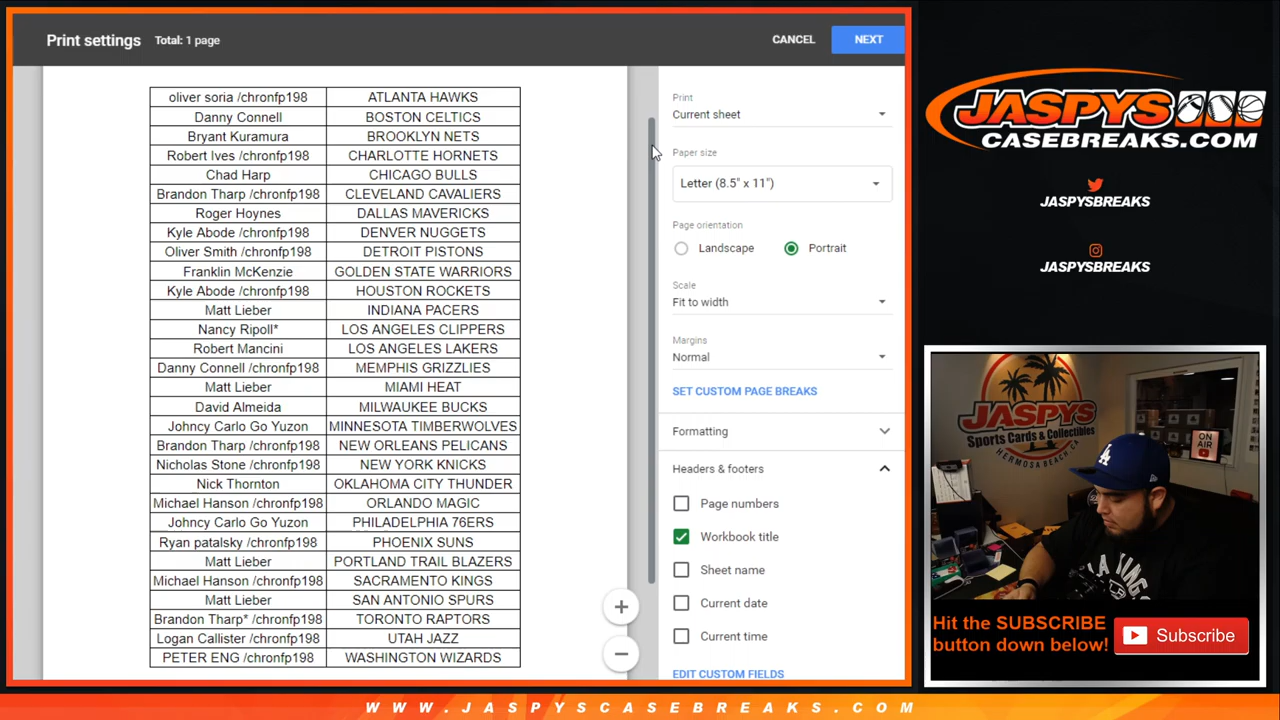 Print settings Total: 1 page CANCEL NEXT
oliver soria /chronfp198 ATLANTA HAWKS
Danny Connell BOSTON CELTICS
Bryant Kuramura BROOKLYN NETS
Robert Ives /chronfp198 CHARLOTTE HORNETS
Chad Harp CHICAGO BULLS
Brandon Tharp /chronfp198 CLEVELAND CAVALIERS
Roger Hoynes DALLAS MAVERICKS
Kyle Abode /chronfp198 DENVER NUGGETS
Oliver Smith /chronfp198 DETROIT PISTONS
Franklin McKenzie GOLDEN STATE WARRIORS
Kyle Abode /chronfp198 HOUSTON ROCKETS
Matt Lieber INDIANA PACERS
Nancy Ripoll* LOS ANGELES CLIPPERS
Robert Mancini LOS ANGELES LAKERS
Danny Connell /chronfp198 MEMPHIS GRIZZLIES
Matt Lieber MIAMI HEAT
David Almeida MILWAUKEE BUCKS
Johncy Carlo Go Yuzon MINNESOTA TIMBERWOLVES
Brandon Tharp /chronfp198 NEW ORLEANS PELICANS
Nicholas Stone /chronfp198 NEW YORK KNICKS
Nick Thornton OKLAHOMA CITY THUNDER
Michael Hanson /chronfp198 ORLANDO MAGIC
Johncy Carlo Go Yuzon PHILADELPHIA 76ERS
Ryan patalsky /chronfp198 PHOENIX SUNS
Matt Lieber PORTLAND TRAIL BLAZERS
Michael Hanson /chronfp198 SACRAMENTO KINGS
Matt Lieber SAN ANTONIO SPURS
Brandon Tharp* /chronfp198 TORONTO RAPTORS
Logan Callister /chronfp198 UTAH JAZZ
PETER ENG /chronfp198 WASHINGTON WIZARDS
Print
Current sheet
Paper size
Letter (8.5" x 11")
Page orientation
Landscape Portrait
Scale
Fit to width
Margins
Normal
SET CUSTOM PAGE BREAKS
Formatting
Headers & footers
Page numbers
Workbook title
Sheet name
Current date
Current time
EDIT CUSTOM FIELDS
JASPYS
CASEBREAKS.COM
JASPYSBREAKS
JASPYSBREAKS
JASPYS
Sports Cards & Collectibles
HERMOSA BEACH, CA
ON
AIR
Hit the SUBSCRIBE
button down below!
Subscribe
WWW.JASPYSCASEBREAKS.COM